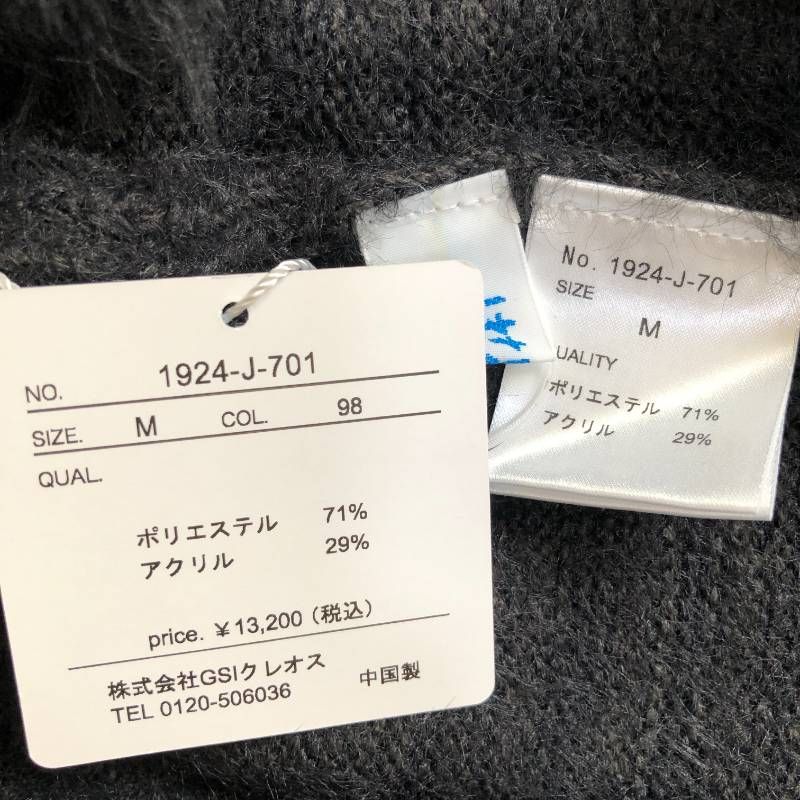 NO. 1924-J-701
SIZE. M COL. 98
QUAL.
ポリエステル 71%
アクリル 29%
price. ¥13,200(税込)
株式会社GSIクレオス
TEL 0120-506036 中国製
No. 1924-J-701
SIZE
M
UALITY
ポリエステル 71%
アクリル 29%